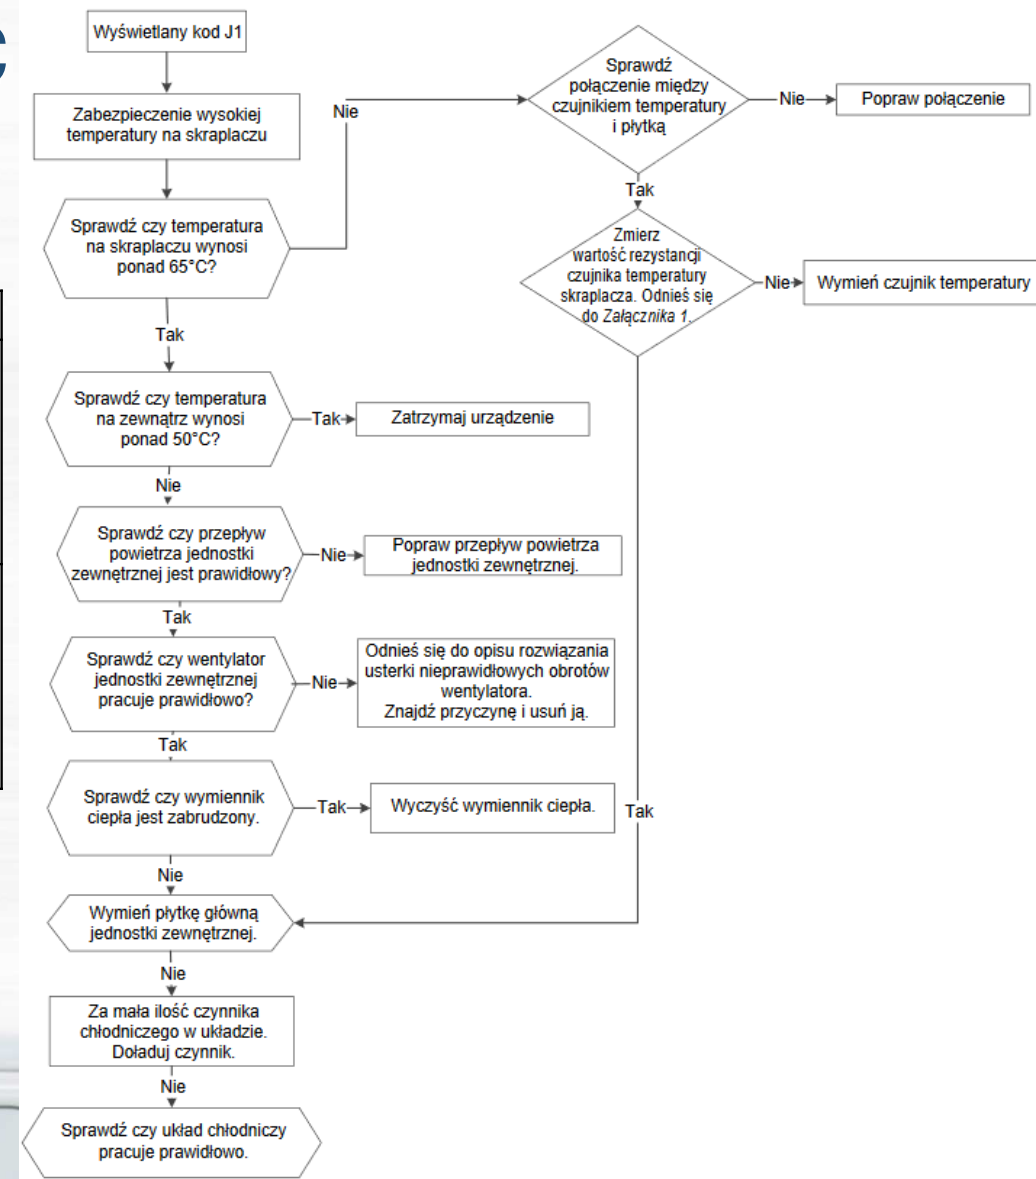 C
Wyświetlany kod J1
Zabezpieczenie wysokiej
temperatury na skraplaczu
Sprawdź czy temperatura
na skraplaczu wynosi
ponad 65°C?
Nie
Sprawdź
połączenie między
czujnikiem temperatury
i płytką
Nie
Popraw połączenie
Tak
Zmierz
wartość rezystancji
czujnika temperatury
skraplacza. Odnieś się
do Załącznika 1.
Nie
Wymień czujnik temperatury
Tak
Sprawdź czy temperatura
na zewnątrz wynosi
ponad 50°C?
Tak
Zatrzymaj urządzenie
Nie
Sprawdź czy przepływ
powietrza jednostki
zewnętrznej jest prawidłowy?
Nie
Popraw przepływ powietrza
jednostki zewnętrznej.
Tak
Sprawdź czy wentylator
jednostki zewnętrznej
pracuje prawidłowo?
Nie
Odnieś się do opisu rozwiązania
usterki nieprawidłowych obrotów
wentylatora.
Znajdź przyczynę i usuń ją.
Tak
Sprawdź czy wymiennik
ciepła jest zabrudzony.
Tak
Wyczyść wymiennik ciepła.
Tak
Nie
Wymień płytkę główną
jednostki zewnętrznej.
Nie
Za mała ilość czynnika
chłodniczego w układzie.
Doładuj czynnik.
Nie
Sprawdź czy układ chłodniczy
pracuje prawidłowo.